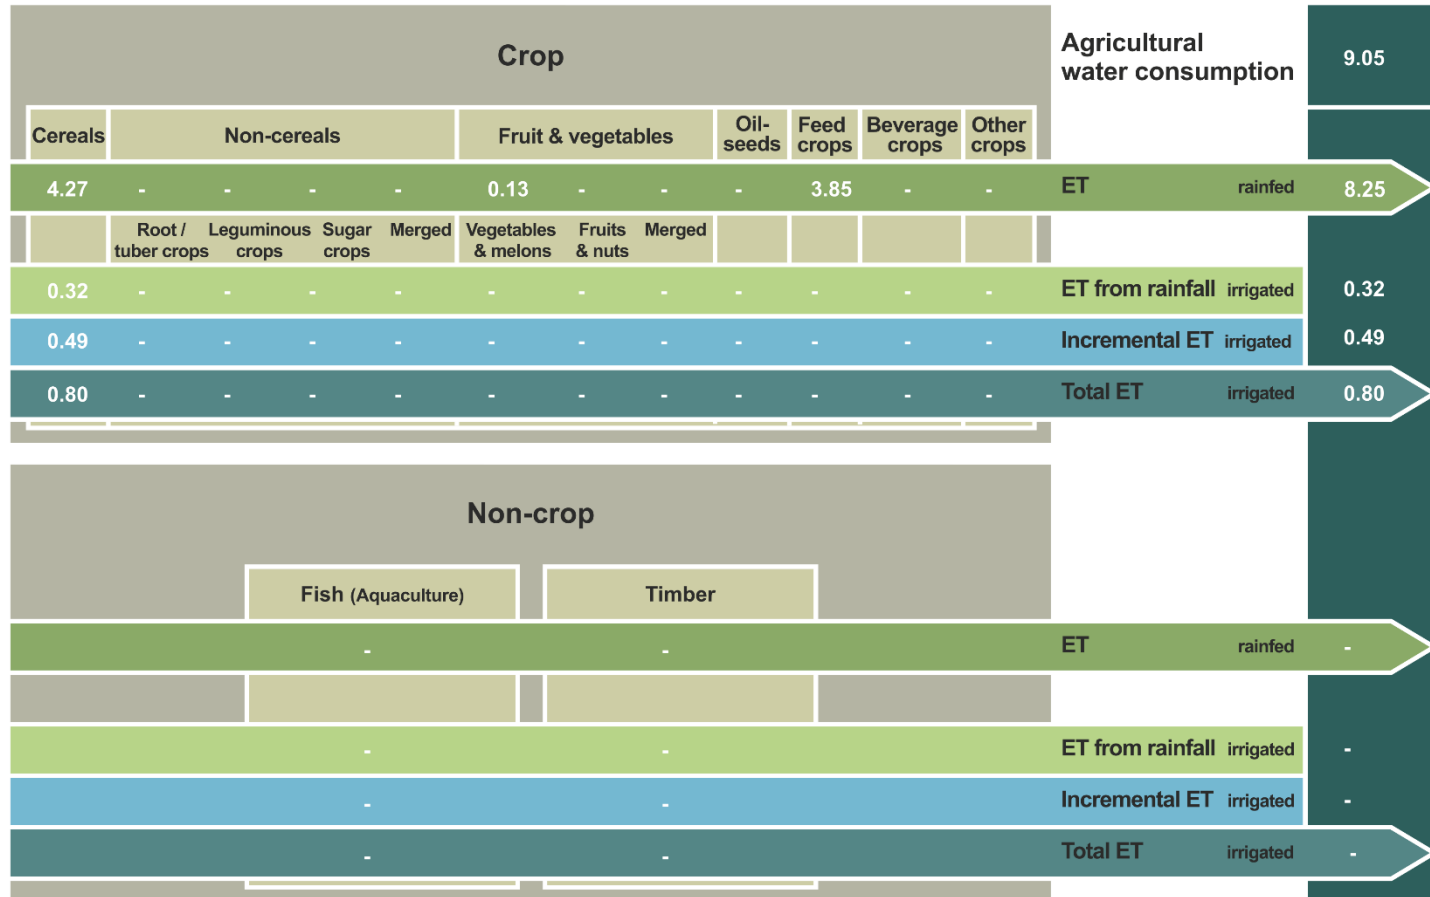 Crop
Agricultural
water consumption
9.05
Cereals Non-cereals Fruit & vegetables Oil-
seeds Feed
crops Beverage
crops Other
crops
4.27 - - - - 0.13 - - - 3.85 - - ET rainfed 8.25
Root /
tuber crops Leguminous
crops Sugar
crops Merged Vegetables
& melons Fruits
& nuts Merged
0.32 - - - - - - - - - - - ET from rainfall irrigated 0.32
0.49 - - - - - - - - - - - Incremental ET irrigated 0.49
0.80 - - - - - - - - - - - Total ET irrigated 0.80
Non-crop
Fish (Aquaculture) Timber
- - ET rainfed -
- - ET from rainfall irrigated -
- - Incremental ET irrigated -
- - Total ET irrigated -